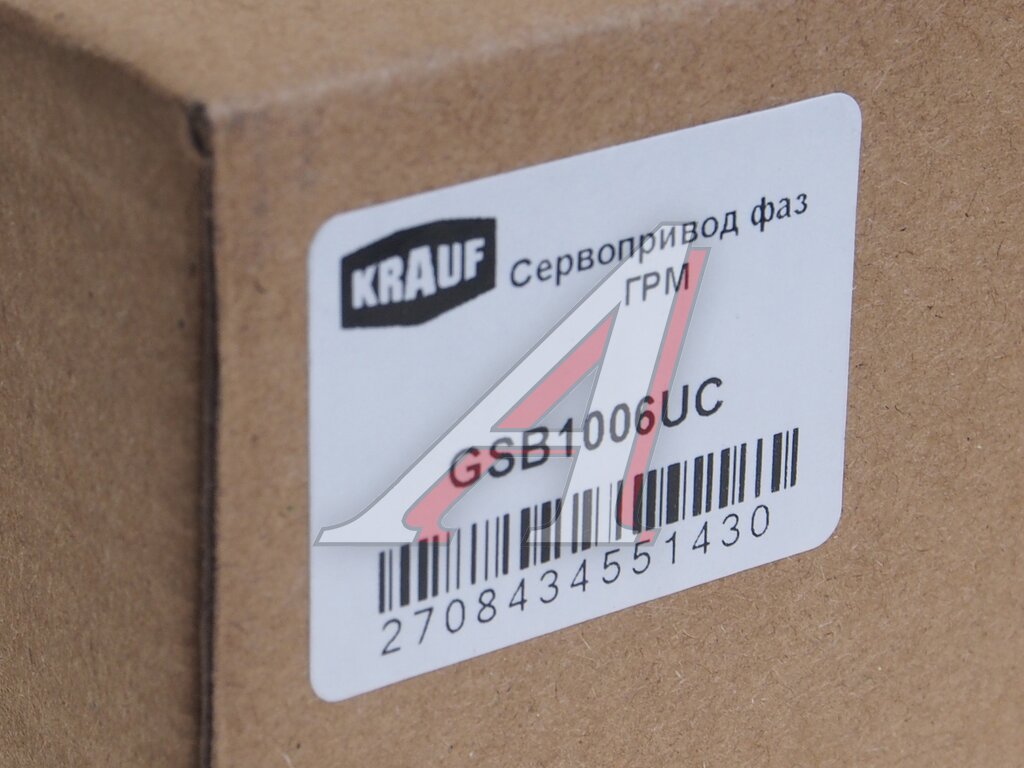 KRAUF
Сервопривод фаз
ГРМ
GSB1006UC
2708434551430